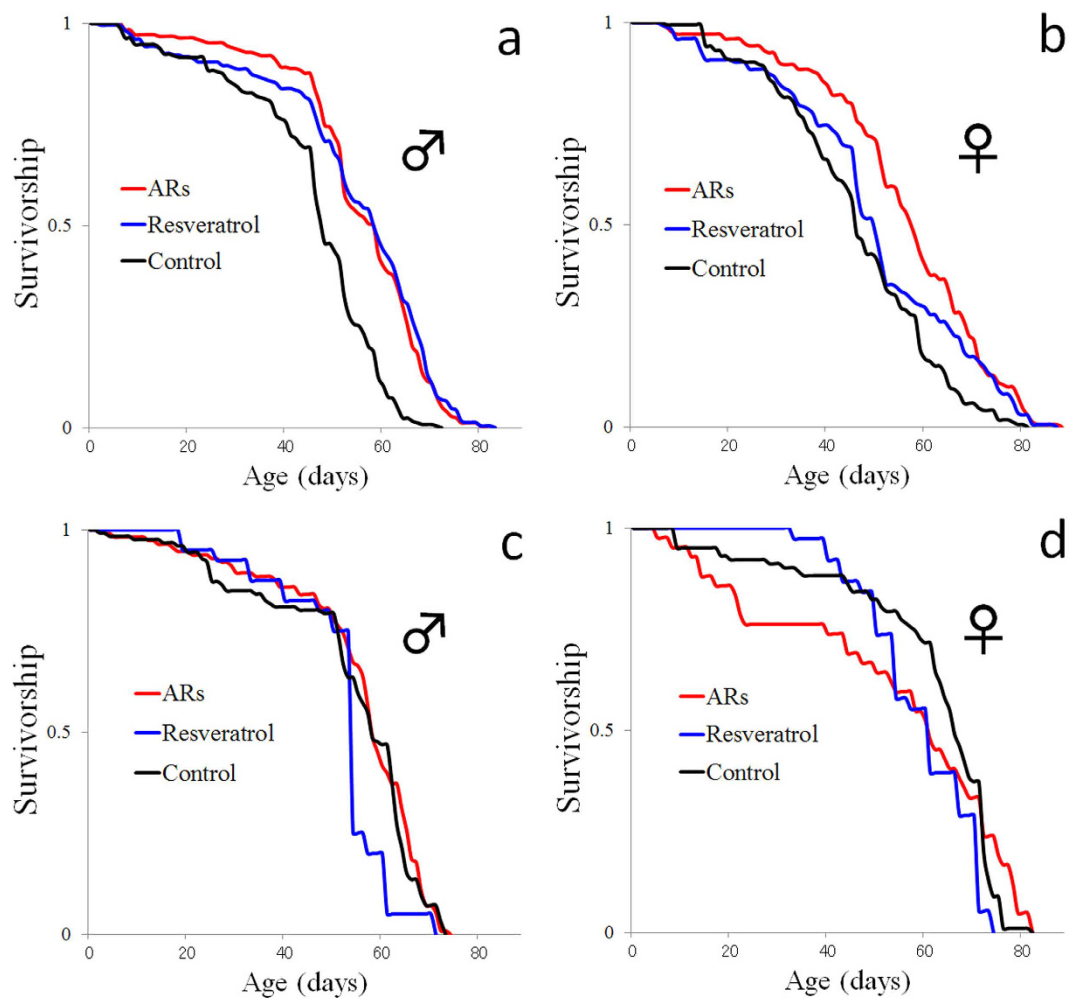 a
1
0.5
0
Survivorship
ARs
Resveratrol
Control
♂
0 20 40 60 80
Age (days)
b
1
0.5
0
Survivorship
ARs
Resveratrol
Control
♀
0 20 40 60 80
Age (days)
c
1
0.5
0
Survivorship
ARs
Resveratrol
Control
♂
0 20 40 60 80
Age (days)
d
1
0.5
0
Survivorship
ARs
Resveratrol
Control
♀
0 20 40 60 80
Age (days)